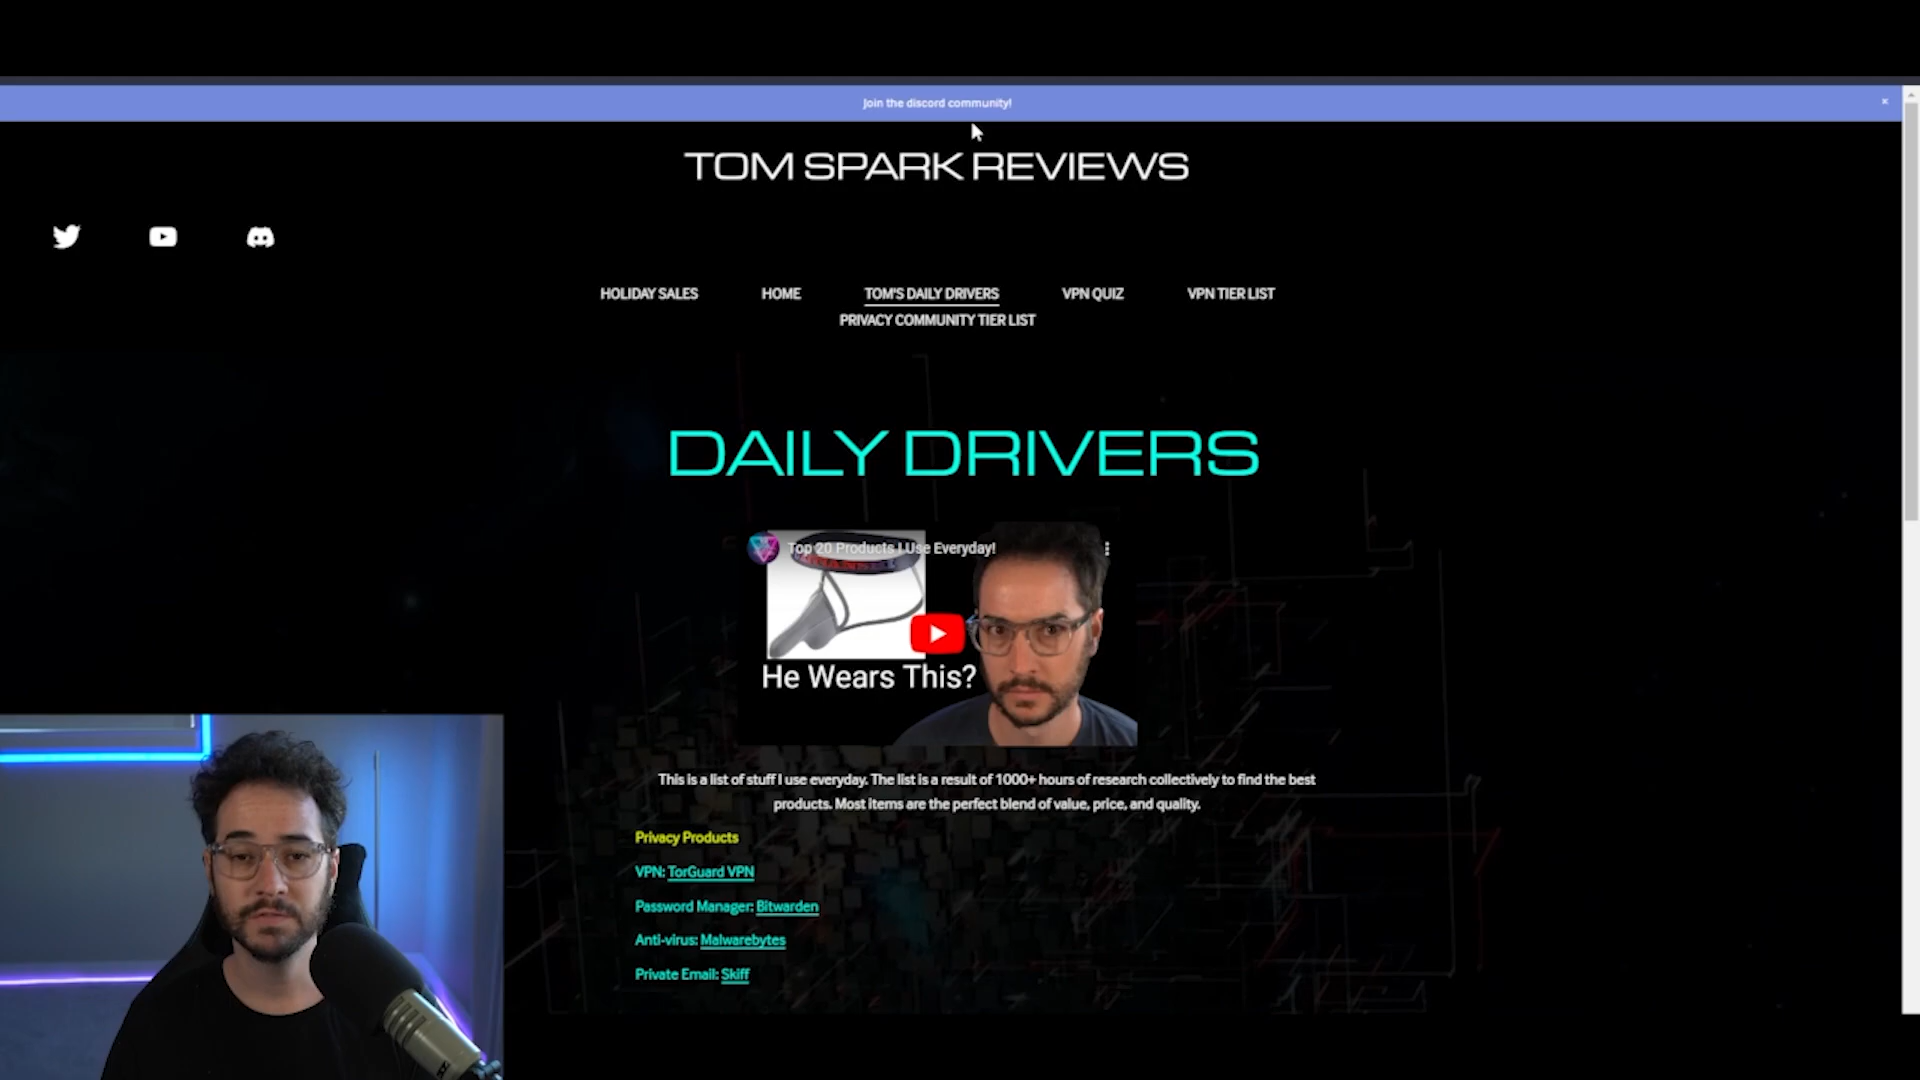 Join the discord community!
×
TOM SPARK REVIEWS
HOLIDAY SALES
HOME
TOM'S DAILY DRIVERS
VPN QUIZ
VPN TIER LIST
PRIVACY COMMUNITY TIER LIST
DAILY DRIVERS
Top 20 Products I Use Everyday!
He Wears This?
This is a list of stuff I use everyday. The list is a result of 1000+ hours of research collectively to find the best
products. Most items are the perfect blend of value, price, and quality.
Privacy Products
VPN: TorGuard VPN
Password Manager: Bitwarden
Anti-virus: Malwarebytes
Private Email: Skiff